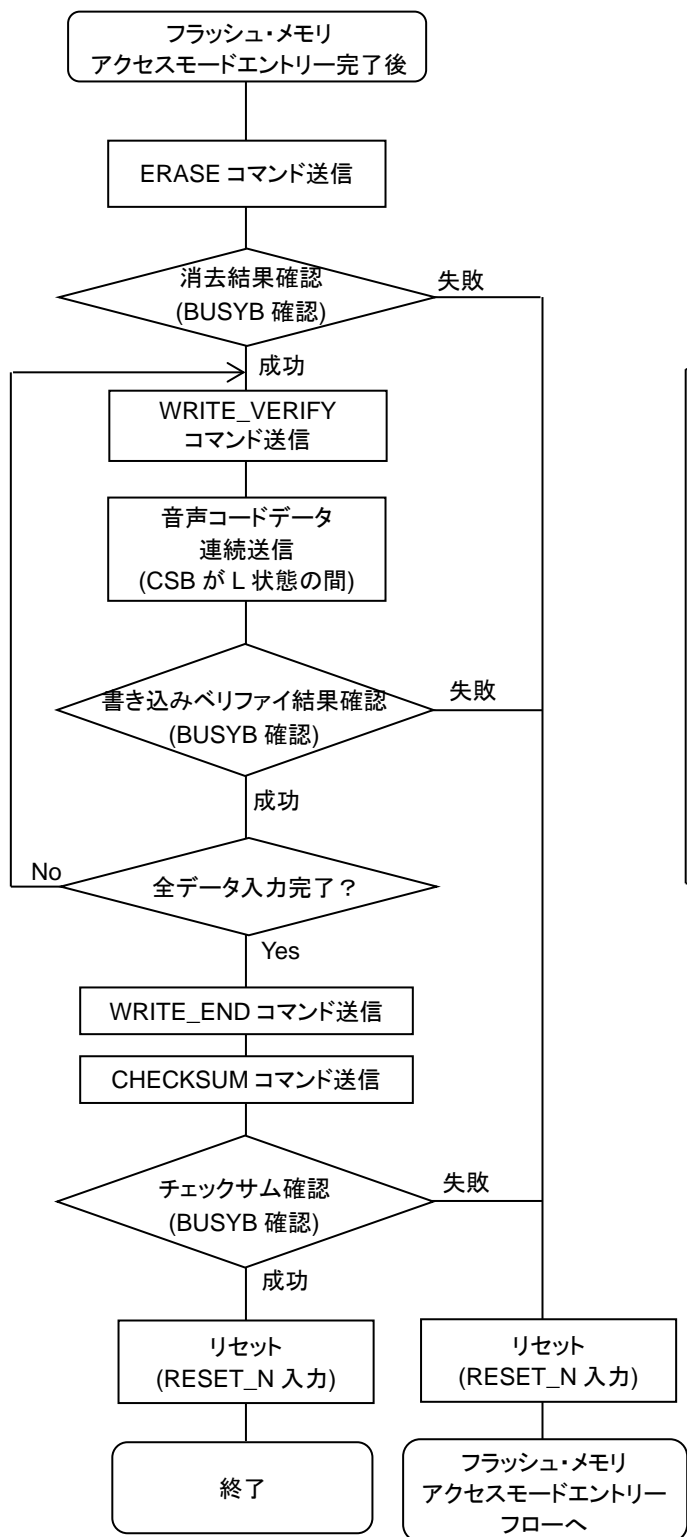 フラッシュ・メモリ
アクセスモードエントリー完了後
ERASE コマンド送信
消去結果確認
(BUSYB 確認)
失敗
成功
WRITE_VERIFY
コマンド送信
音声コードデータ
連続送信
(CSB が L 状態の間)
書き込みベリファイ結果確認
(BUSYB 確認)
失敗
成功
No
全データ入力完了？
Yes
WRITE_END コマンド送信
CHECKSUM コマンド送信
チェックサム確認
(BUSYB 確認)
失敗
成功
リセット
(RESET_N 入力)
リセット
(RESET_N 入力)
終了
フラッシュ・メモリ
アクセスモードエントリー
フローへ